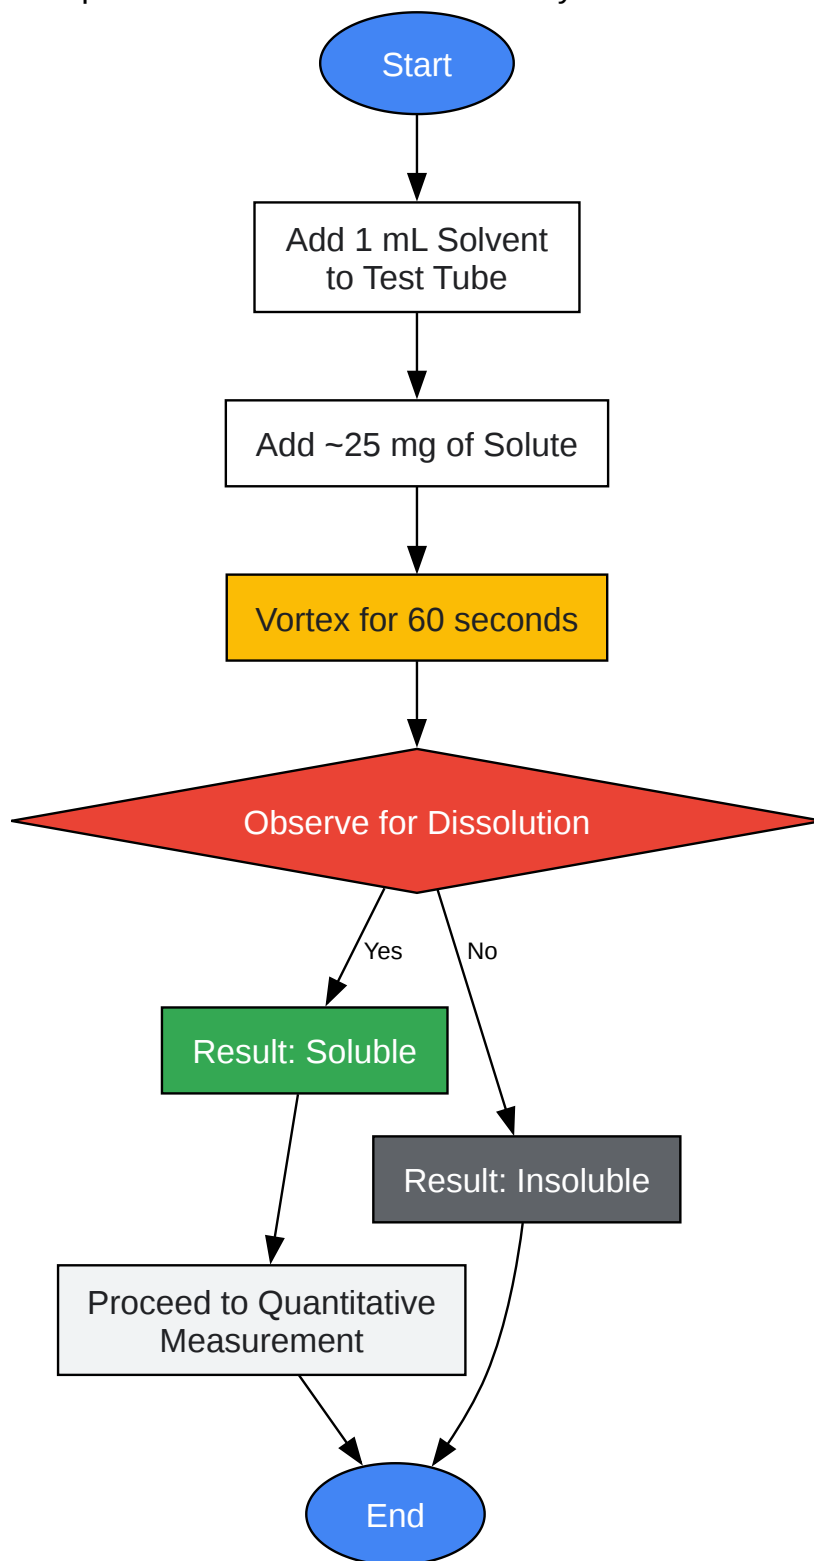 Start
Add 1 mL Solvent
to Test Tube
Add ~25 mg of Solute
Vortex for 60 seconds
Observe for Dissolution
Yes
No
Result: Soluble
Result: Insoluble
Proceed to Quantitative
Measurement
End